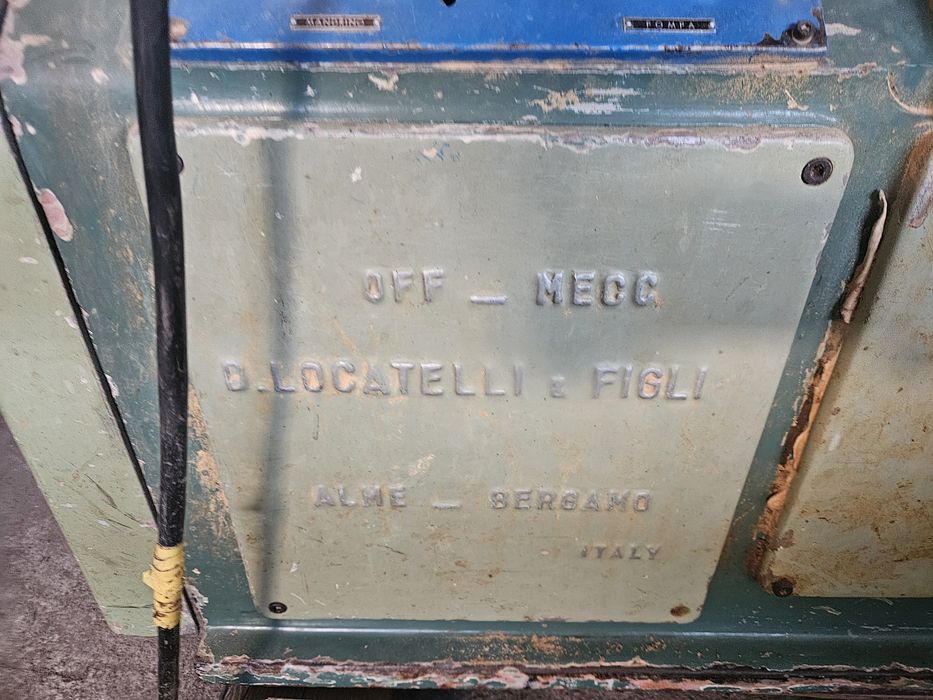 MANDRINO POMPA
OFF - MECC
D. LOCATELLI & FIGLI
ALME - BERGAMO
ITALY